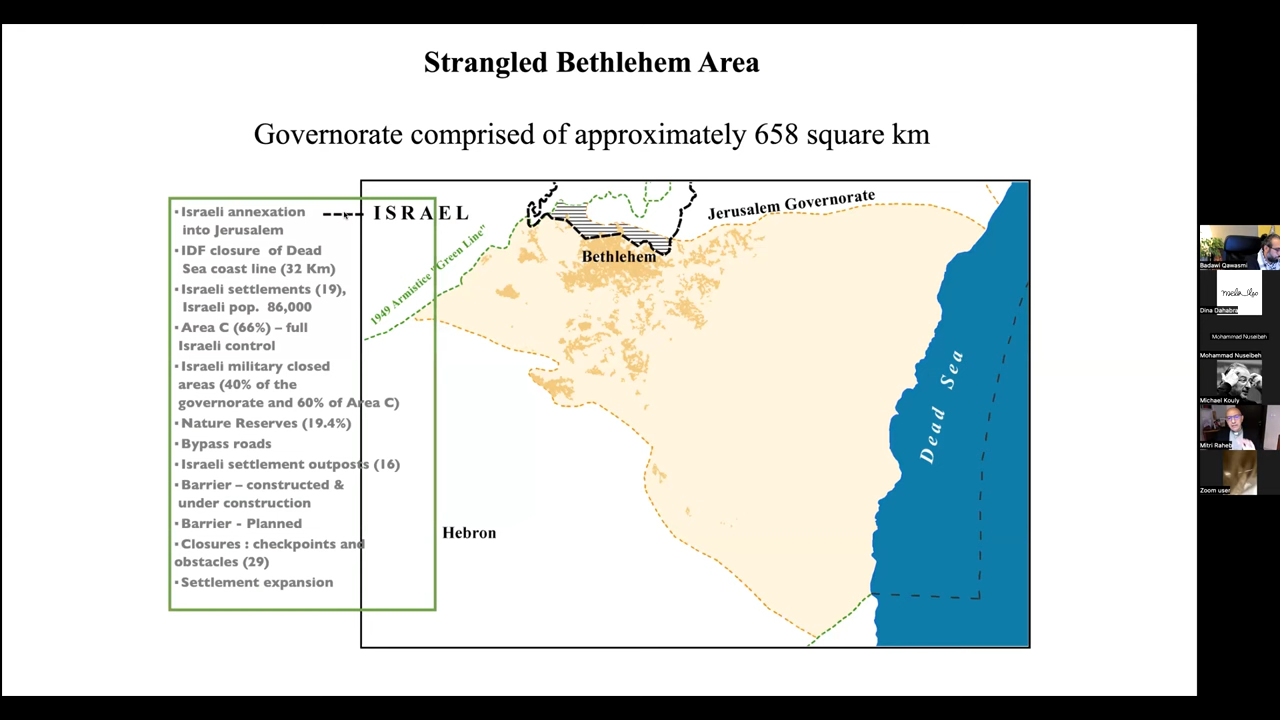 Strangled Bethlehem Area
Governorate comprised of approximately 658 square km
▪ Israeli annexation
into Jerusalem
▪ IDF closure of Dead
Sea coast line (32 Km)
▪ Israeli settlements (19),
Israeli pop. 86,000
▪ Area C (66%) – full
Israeli control
▪ Israeli military closed
areas (40% of the
governorate and 60% of Area C)
▪ Nature Reserves (19.4%)
▪ Bypass roads
▪ Israeli settlement outposts (16)
▪ Barrier – constructed &
under construction
▪ Barrier - Planned
▪ Closures : checkpoints and
obstacles (29)
▪ Settlement expansion
ISRAEL
1949 Armistice "Green Line"
Jerusalem Governorate
Bethlehem
Dead Sea
Hebron
Badawi Qawasmi
melo_llpo
Dina Dahabra
Mohammad Nuseibeh
Mohammad Nuseibeh
Michael Kouly
Mitri Raheb
Zoom user